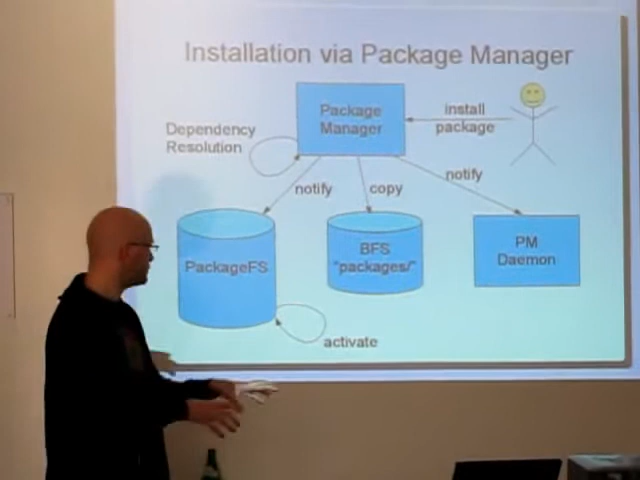 Installation via Package Manager
Package
Manager
install
package
Dependency
Resolution
notify
copy
notify
PackageFS
BFS
"packages/"
PM
Daemon
activate